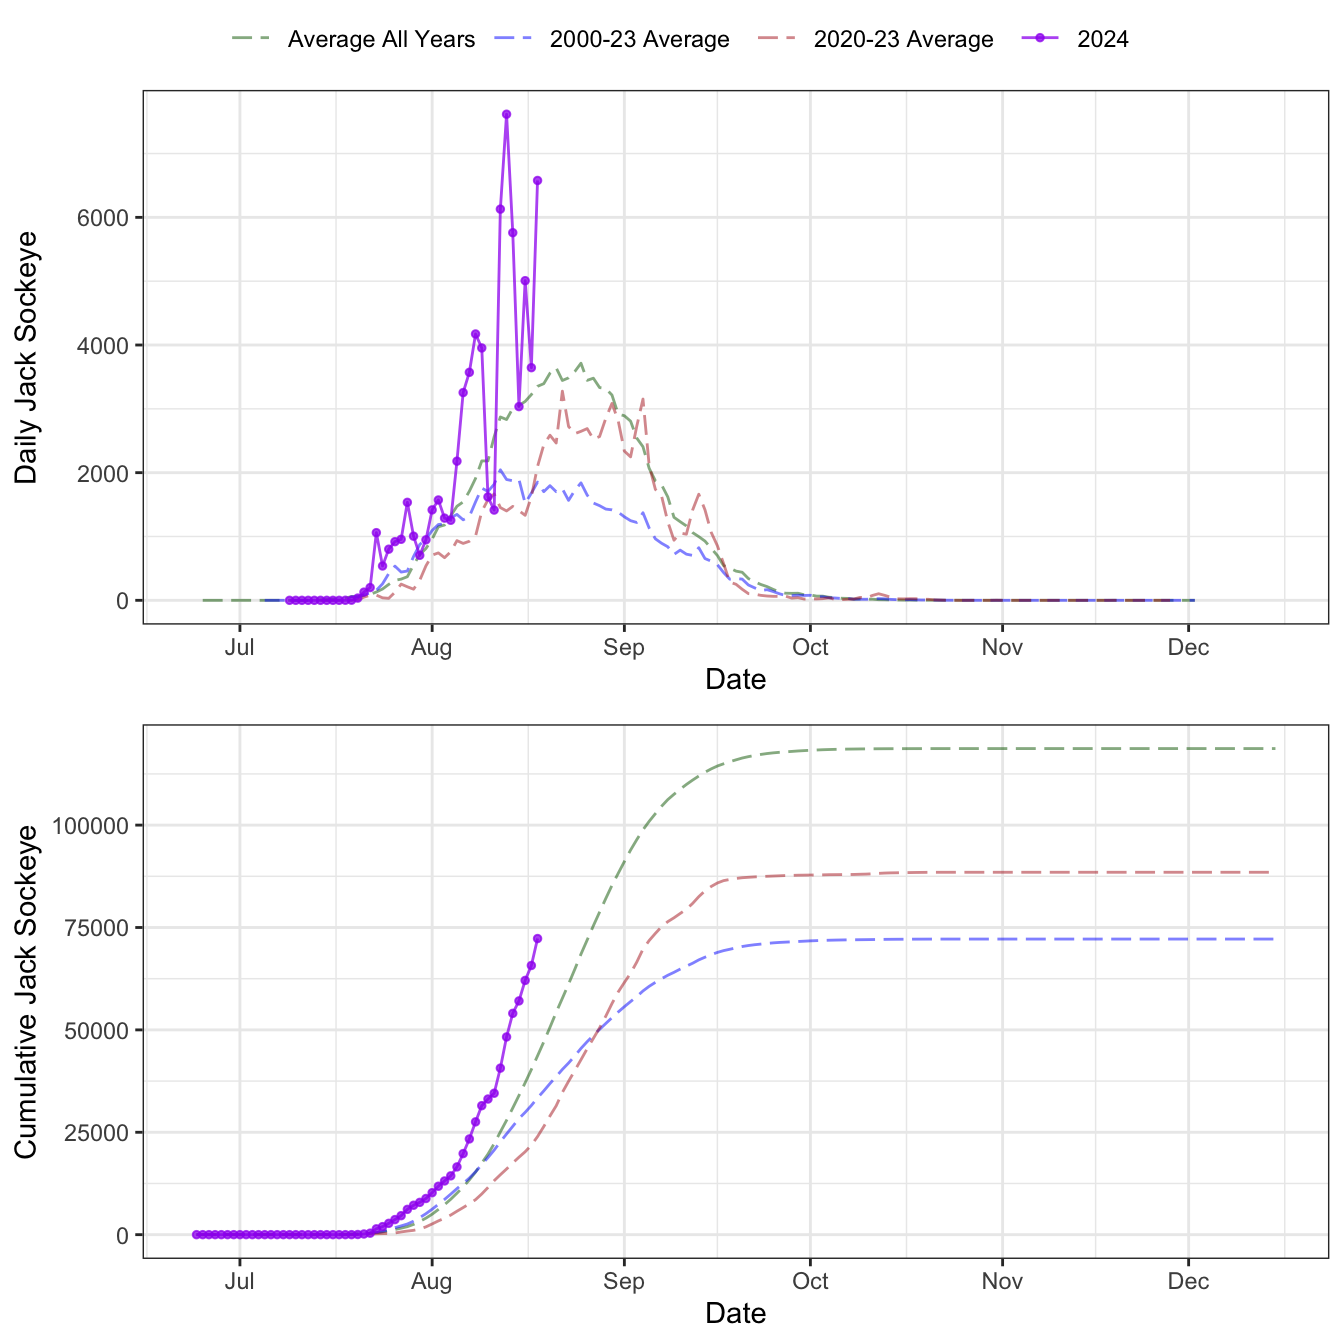 Average All Years 2000-23 Average 2020-23 Average 2024
Daily Jack Sockeye
6000
4000
2000
0
Jul Aug Sep Oct Nov Dec
Date
Cumulative Jack Sockeye
100000
75000
50000
25000
0
Jul Aug Sep Oct Nov Dec
Date